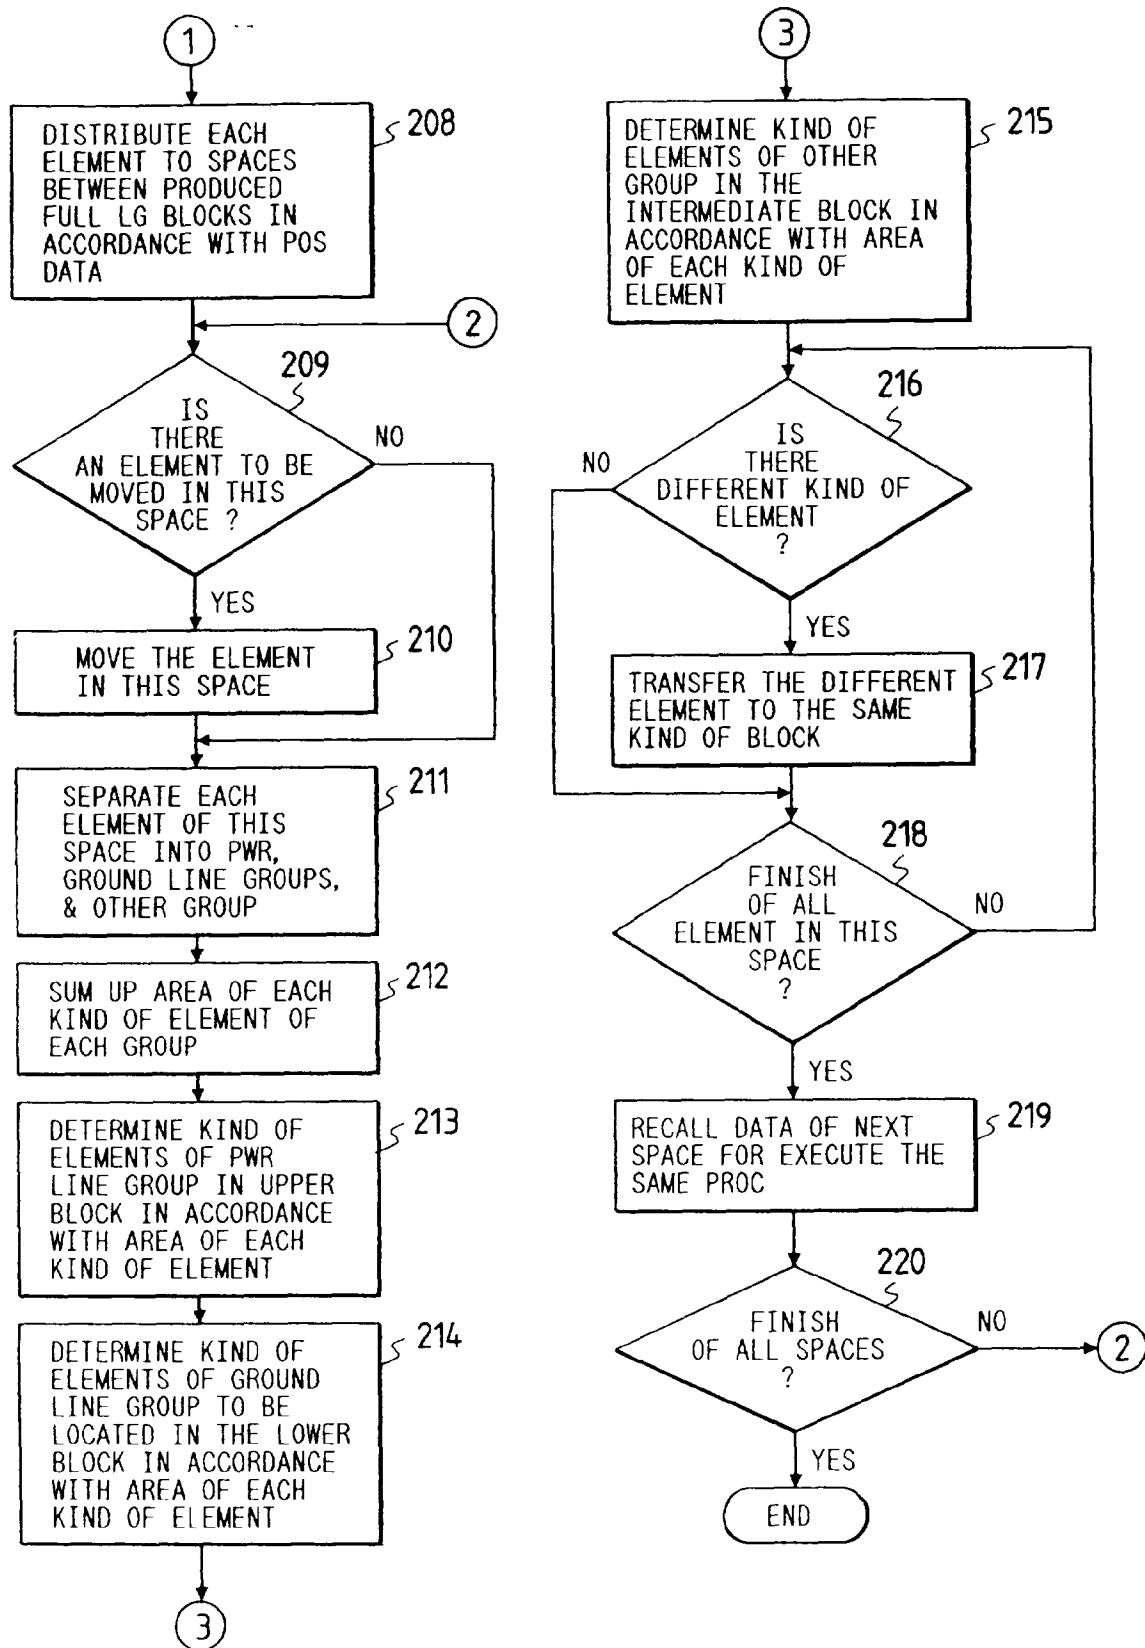 1
DISTRIBUTE EACH
ELEMENT TO SPACES
BETWEEN PRODUCED
FULL LG BLOCKS IN
ACCORDANCE WITH POS
DATA
208
2
209
IS
THERE
AN ELEMENT TO BE
MOVED IN THIS
SPACE ?
NO
YES
MOVE THE ELEMENT
IN THIS SPACE
210
SEPARATE EACH
ELEMENT OF THIS
SPACE INTO PWR,
GROUND LINE GROUPS,
& OTHER GROUP
211
SUM UP AREA OF EACH
KIND OF ELEMENT OF
EACH GROUP
212
DETERMINE KIND OF
ELEMENTS OF PWR
LINE GROUP IN UPPER
BLOCK IN ACCORDANCE
WITH AREA OF EACH
KIND OF ELEMENT
213
DETERMINE KIND OF
ELEMENTS OF GROUND
LINE GROUP TO BE
LOCATED IN THE LOWER
BLOCK IN ACCORDANCE
WITH AREA OF EACH
KIND OF ELEMENT
214
3
3
DETERMINE KIND OF
ELEMENTS OF OTHER
GROUP IN THE
INTERMEDIATE BLOCK IN
ACCORDANCE WITH AREA
OF EACH KIND OF
ELEMENT
215
216
IS
THERE
DIFFERENT KIND OF
ELEMENT
?
NO
YES
TRANSFER THE DIFFERENT
ELEMENT TO THE SAME
KIND OF BLOCK
217
218
FINISH
OF ALL
ELEMENT IN THIS
SPACE
?
NO
YES
RECALL DATA OF NEXT
SPACE FOR EXECUTE THE
SAME PROC
219
220
FINISH
OF ALL SPACES
?
NO
2
YES
END